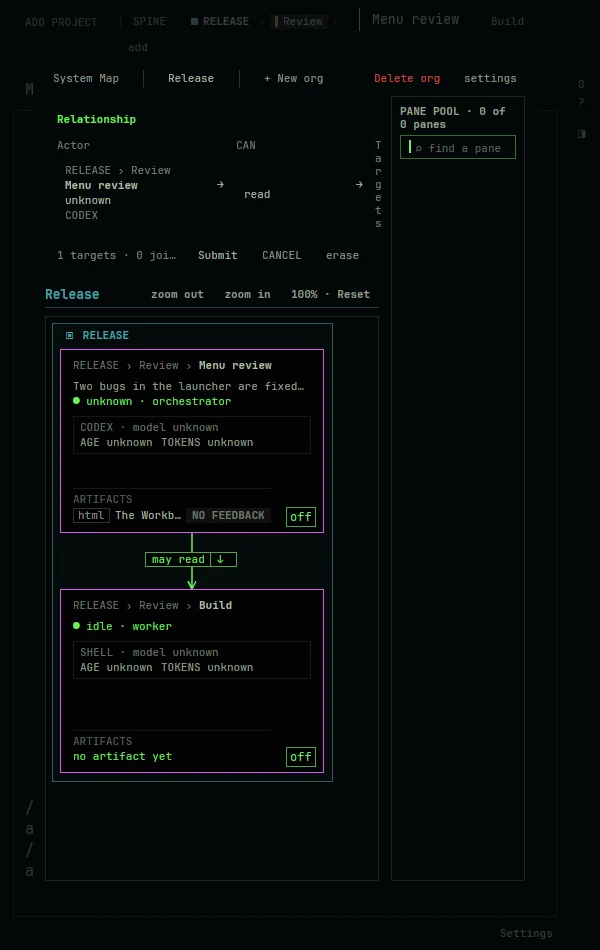 ADD PROJECT SPINE RELEASE › Review › Menu review Build
add
System Map Release + New org Delete org settings
M
0
?
Relationship
Actor CAN Targets
RELEASE › Review
Menu review → read →
unknown
CODEX
1 targets · 0 joi… Submit CANCEL erase
PANE POOL · 0 of
0 panes
⌕ find a pane
Release zoom out zoom in 100% · Reset
RELEASE
RELEASE › Review › Menu review
Two bugs in the launcher are fixed…
unknown · orchestrator
CODEX · model unknown
AGE unknown TOKENS unknown
ARTIFACTS
html The Workb… NO FEEDBACK off
may read ↓
RELEASE › Review › Build
idle · worker
SHELL · model unknown
AGE unknown TOKENS unknown
ARTIFACTS
no artifact yet off
/
a
/
a
Settings